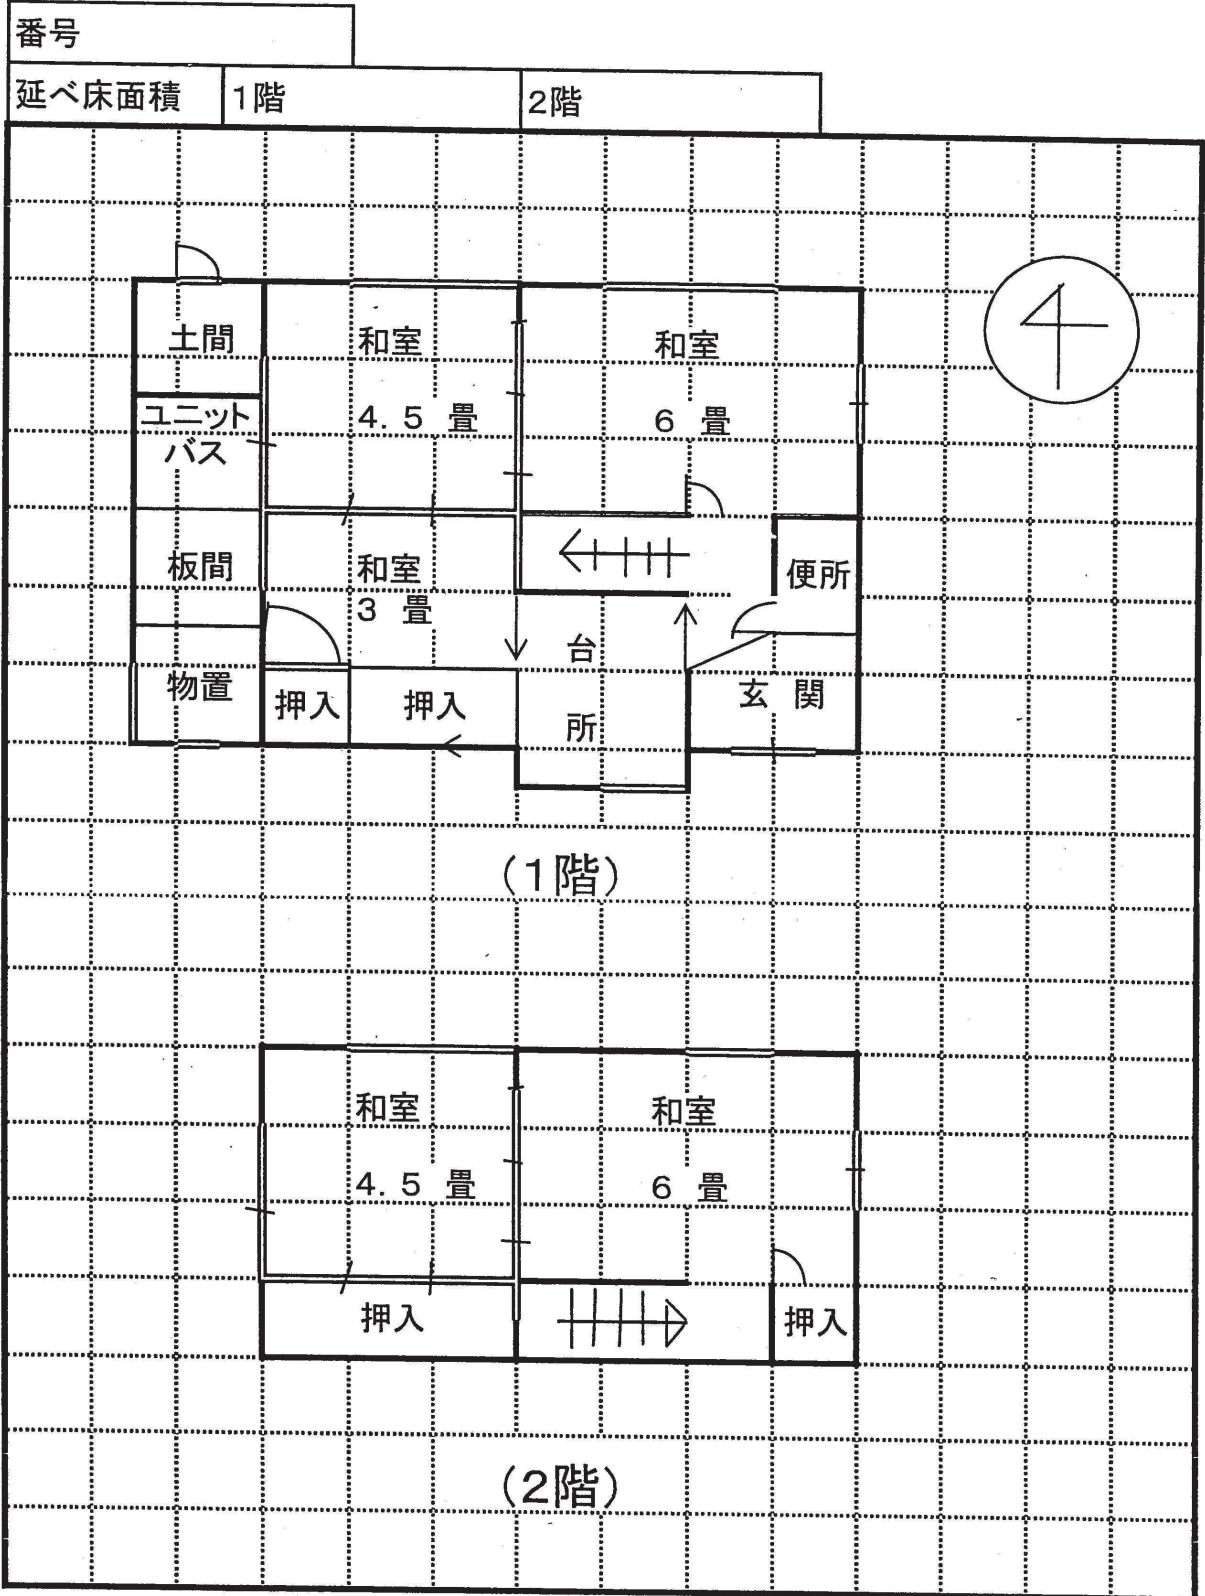 番号
延べ床面積 1階 2階
土間 和室 和室
ユニット 4.5 畳 6 畳
バス
板間 和室 便所
3 畳
台
物置 押入 押入 所 玄 関
(1階)
和室 和室
4.5 畳 6 畳
押入 押入
(2階)